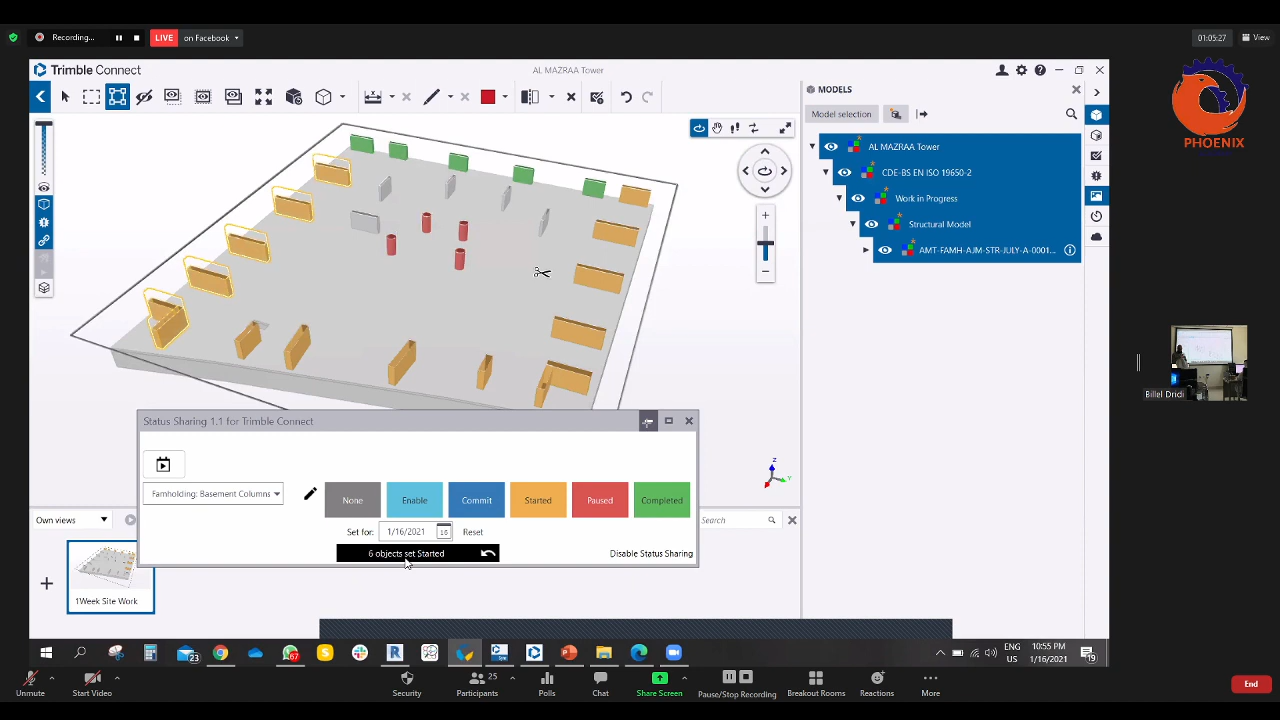 Recording...
LIVE
on Facebook
01:05:27
View
Trimble Connect
AL MAZRAA Tower
MODELS
Model selection
AL MAZRAA Tower
CDE-BS EN ISO 19650-2
Work in Progress
Structural Model
AMT-FAMH-AJM-STR-JULY-A-0001...
PHOENIX
Billel Dridi
Z
Y
Status Sharing 1.1 for Trimble Connect
Famholding: Basement Columns
None
Enable
Commit
Started
Paused
Completed
Set for:
1/16/2021
16
Reset
6 objects set Started
Disable Status Sharing
Own views
Search
1Week Site Work
23
67
ENG
US
10:55 PM
1/16/2021
19
Unmute
Start Video
Security
Participants
25
Polls
Chat
Share Screen
Pause/Stop Recording
Breakout Rooms
Reactions
More
End